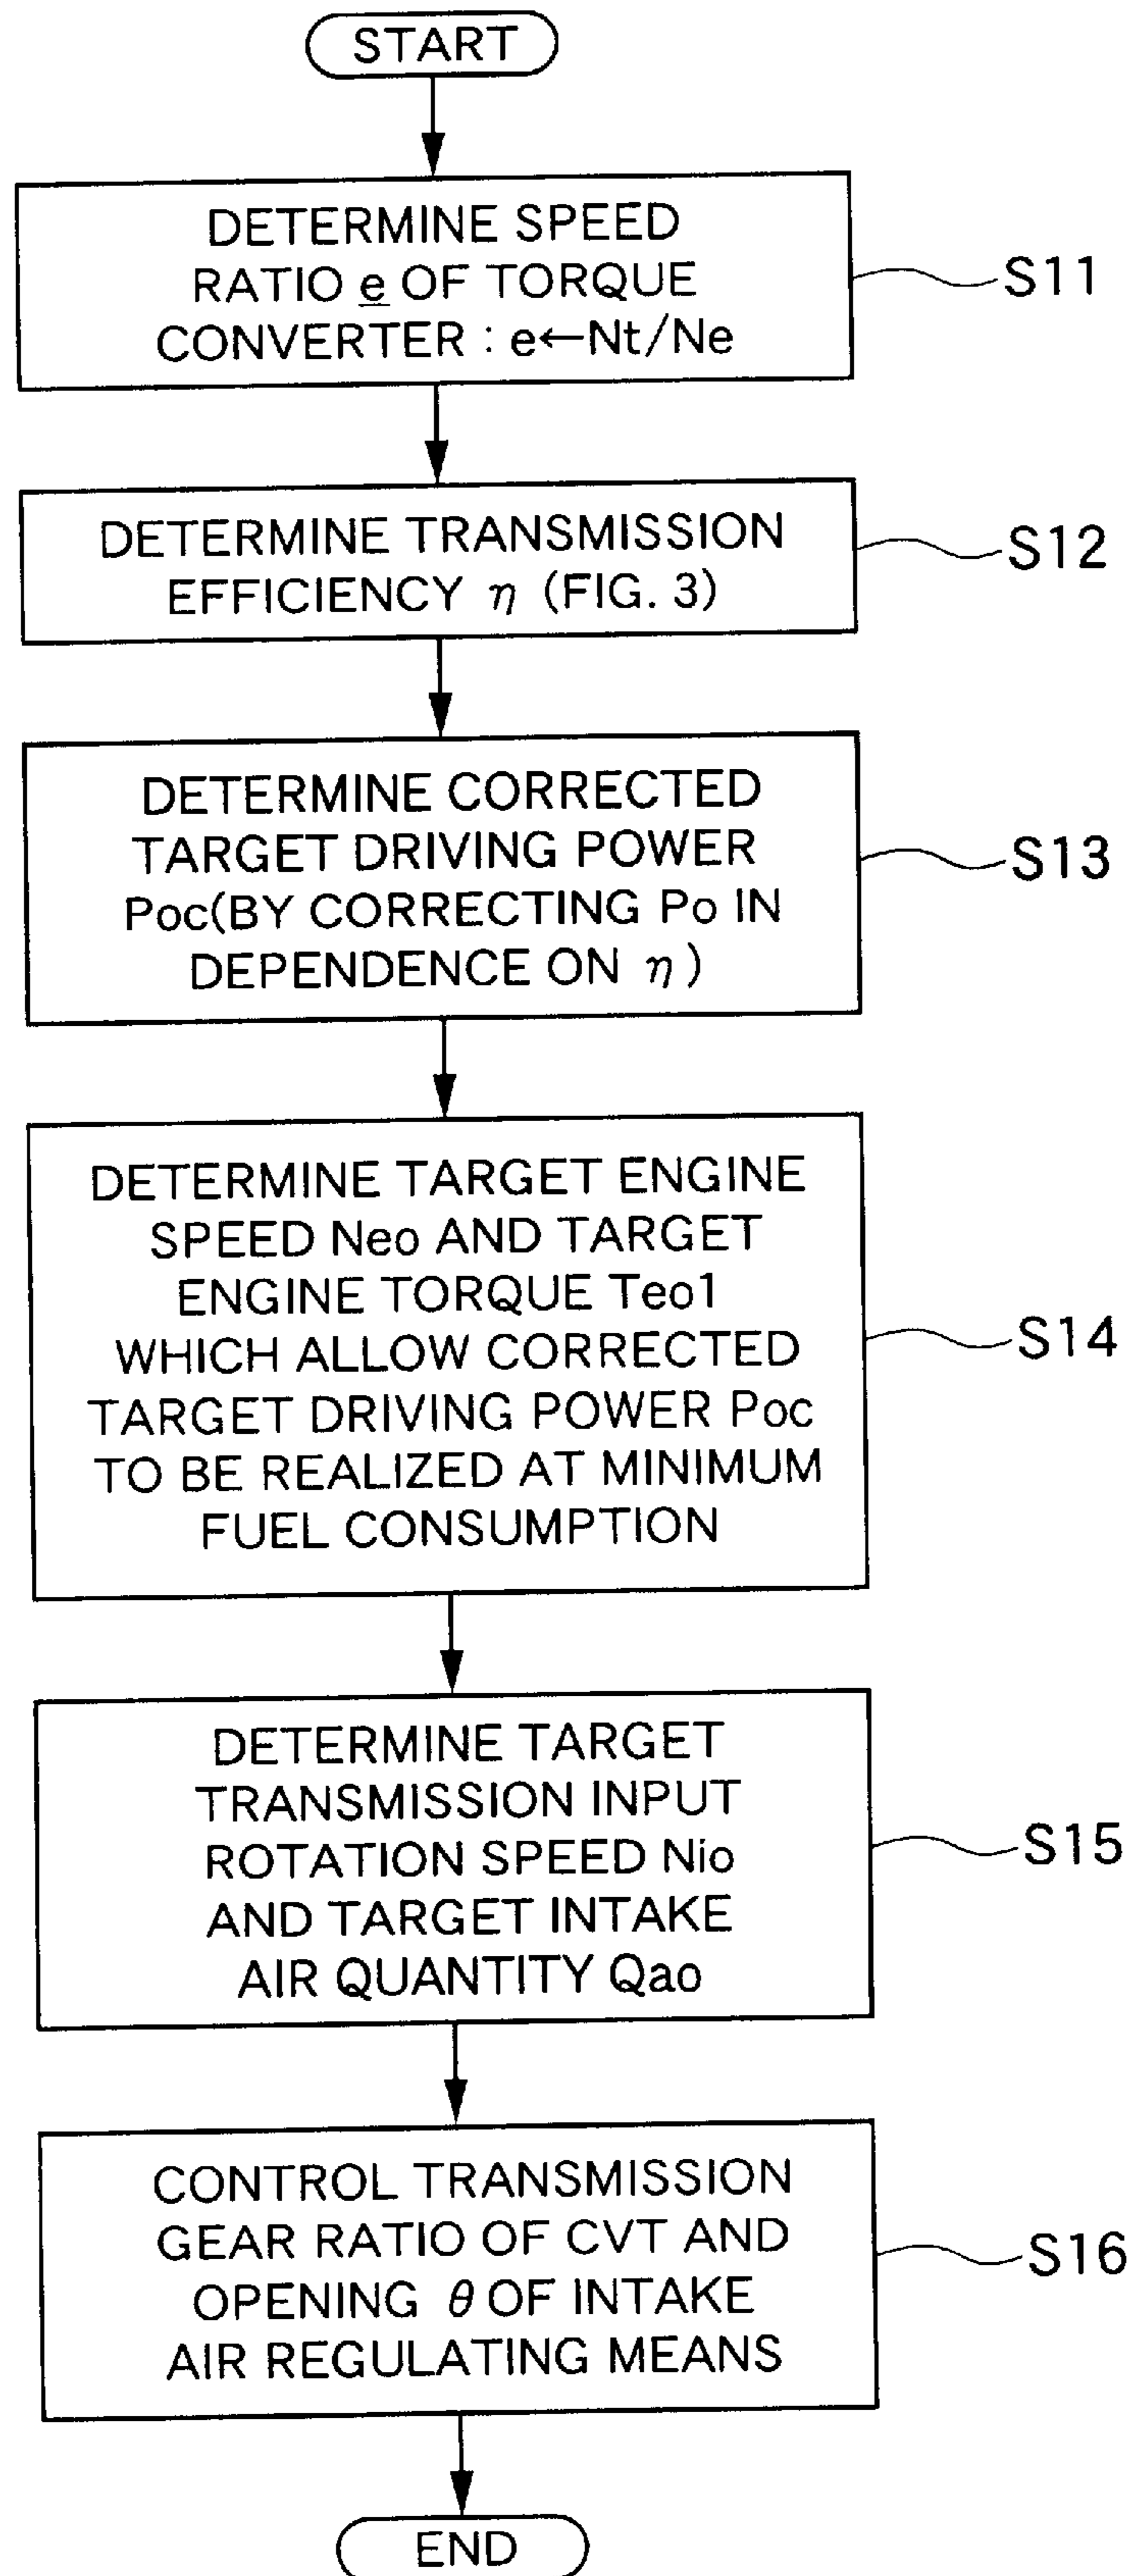 START
DETERMINE SPEED
RATIO e OF TORQUE
CONVERTER : e←Nt/Ne
S11
DETERMINE TRANSMISSION
EFFICIENCY η (FIG. 3)
S12
DETERMINE CORRECTED
TARGET DRIVING POWER
Poc(BY CORRECTING Po IN
DEPENDENCE ON η )
S13
DETERMINE TARGET ENGINE
SPEED Neo AND TARGET
ENGINE TORQUE Teo1
WHICH ALLOW CORRECTED
TARGET DRIVING POWER Poc
TO BE REALIZED AT MINIMUM
FUEL CONSUMPTION
S14
DETERMINE TARGET
TRANSMISSION INPUT
ROTATION SPEED Nio
AND TARGET INTAKE
AIR QUANTITY Qao
S15
CONTROL TRANSMISSION
GEAR RATIO OF CVT AND
OPENING θ OF INTAKE
AIR REGULATING MEANS
S16
END